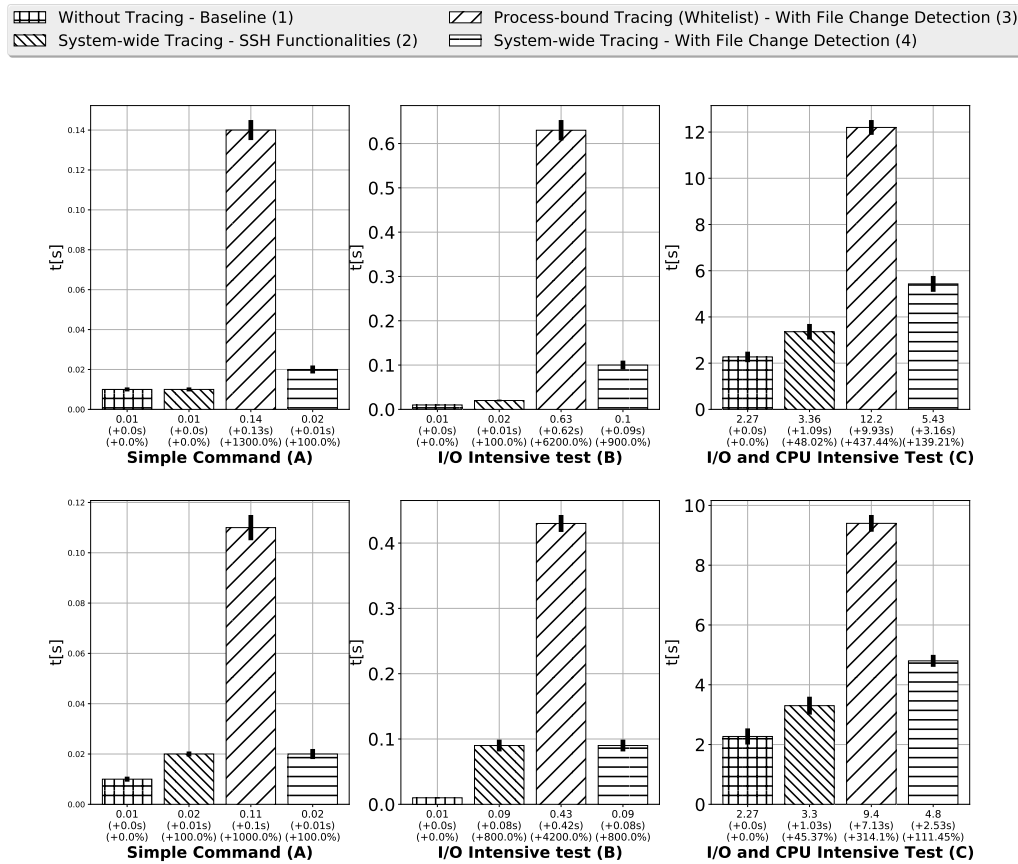 Without Tracing - Baseline (1)
System-wide Tracing - SSH Functionalities (2)
Process-bound Tracing (Whitelist) - With File Change Detection (3)
System-wide Tracing - With File Change Detection (4)
t[s]
0.14
0.12
0.10
0.08
0.06
0.04
0.02
0.00
0.01 0.01 0.14 0.02
(+0.0s) (+0.0s) (+0.13s) (+0.01s)
(+0.0%) (+0.0%) (+1300.0%) (+100.0%)
Simple Command (A)
t[s]
0.6
0.5
0.4
0.3
0.2
0.1
0.0
0.01 0.02 0.63 0.1
(+0.0s) (+0.01s) (+0.62s) (+0.09s)
(+0.0%) (+100.0%) (+6200.0%) (+900.0%)
I/O Intensive test (B)
t[s]
12
10
8
6
4
2
0
2.27 3.36 12.2 5.43
(+0.0s) (+1.09s) (+9.93s) (+3.16s)
(+0.0%) (+48.02%) (+437.44%) (+139.21%)
I/O and CPU Intensive Test (C)
t[s]
0.12
0.10
0.08
0.06
0.04
0.02
0.00
0.01 0.02 0.11 0.02
(+0.0s) (+0.01s) (+0.1s) (+0.01s)
(+0.0%) (+100.0%) (+1000.0%) (+100.0%)
Simple Command (A)
t[s]
0.4
0.3
0.2
0.1
0.0
0.01 0.09 0.43 0.09
(+0.0s) (+0.08s) (+0.42s) (+0.08s)
(+0.0%) (+800.0%) (+4200.0%) (+800.0%)
I/O Intensive test (B)
t[s]
10
8
6
4
2
0
2.27 3.3 9.4 4.8
(+0.0s) (+1.03s) (+7.13s) (+2.53s)
(+0.0%) (+45.37%) (+314.1%) (+111.45%)
I/O and CPU Intensive Test (C)